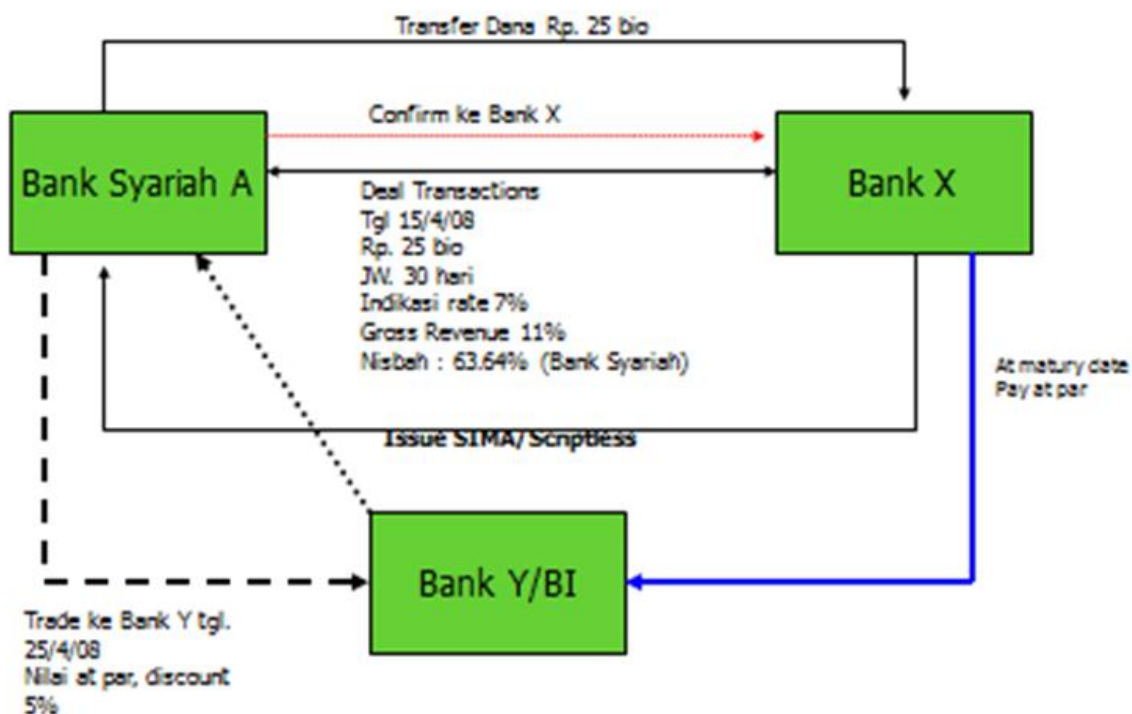 Transfer Dana Rp. 25 bio
Confirm ke Bank X
Bank Syariah A
Bank X
Deal Transactions
Tgl 15/4/08
Rp. 25 bio
JW. 30 hari
Indikasi rate 7%
Gross Revenue 11%
Nisbah : 63.64% (Bank Syariah)
At matury date
Pay at par
Issue SIMA/Scriptless
Bank Y/BI
Trade ke Bank Y tgl.
25/4/08
Nilai at par, discount
5%